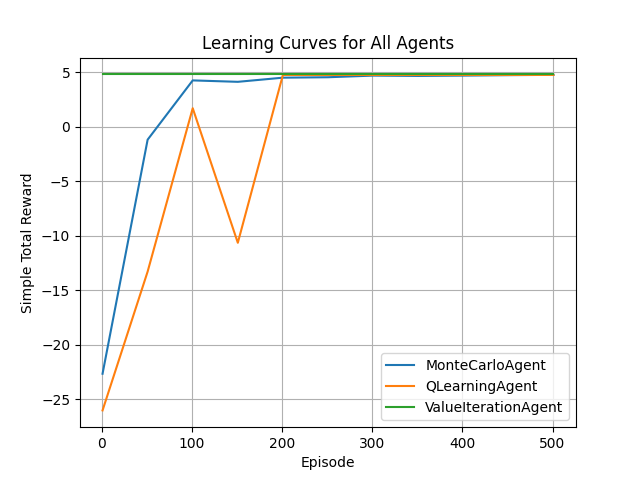 Learning Curves for All Agents
Simple Total Reward
5
0
−5
−10
−15
−20
−25
0 100 200 300 400 500
Episode
MonteCarloAgent
QLearningAgent
ValueIterationAgent